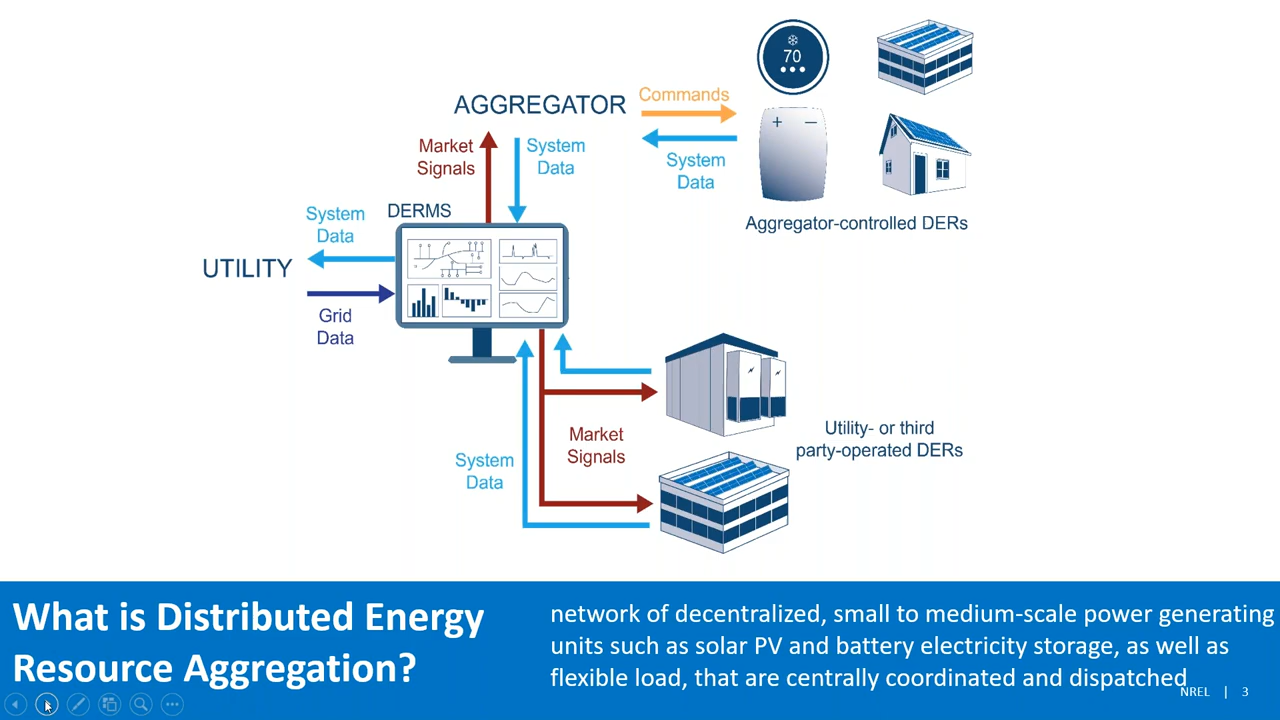 70
AGGREGATOR
Commands
Market
Signals
System
Data
System
Data
+ —
Aggregator-controlled DERs
System
Data
DERMS
UTILITY
Grid
Data
Market
Signals
System
Data
Utility- or third
party-operated DERs
What is Distributed Energy
Resource Aggregation?
network of decentralized, small to medium-scale power generating
units such as solar PV and battery electricity storage, as well as
flexible load, that are centrally coordinated and dispatched
NREL | 3